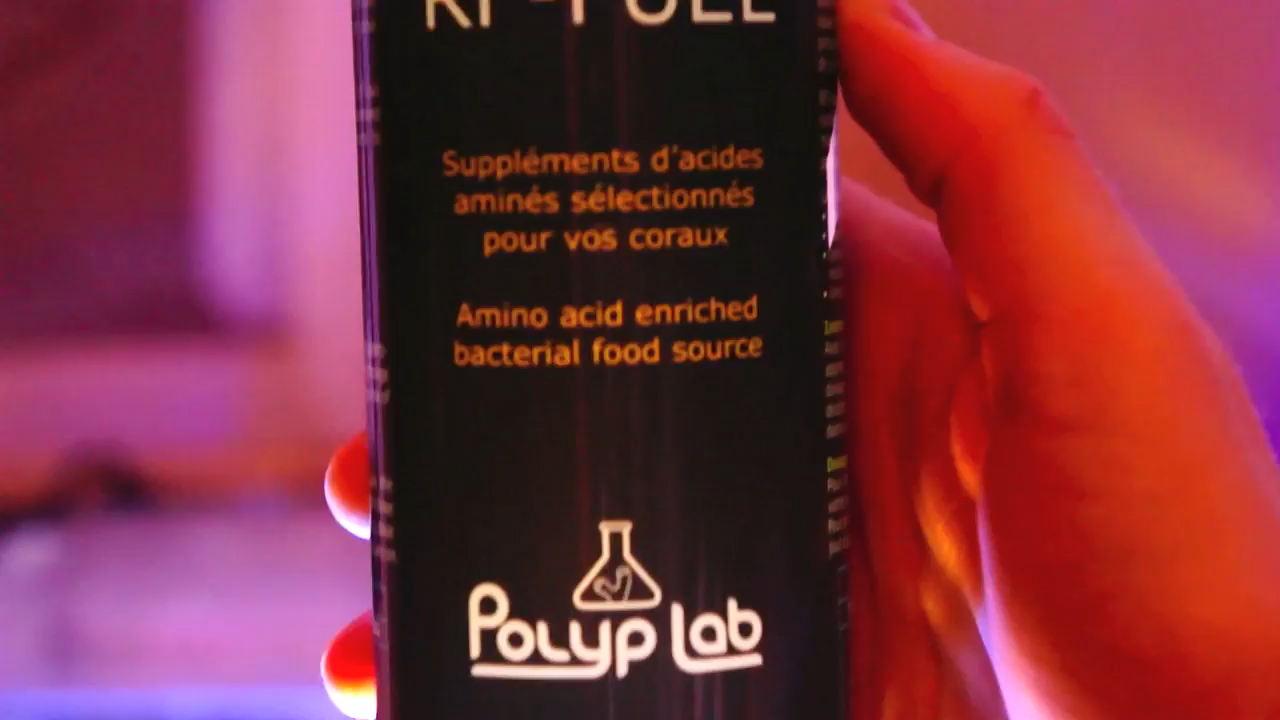 Suppléments d'acides
aminés sélectionnés
pour vos coraux
Amino acid enriched
bacterial food source
Polyp Lab